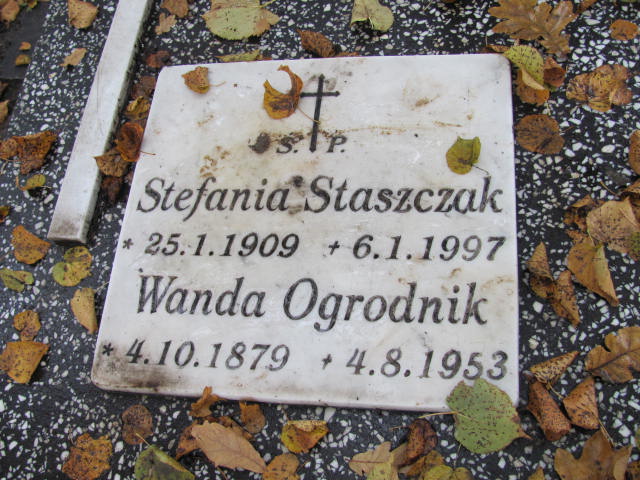 Ś. P.
Stefania Staszczak
* 25.1.1909 + 6.1.1997
Wanda Ogrodnik
* 4.10.1879 + 4.8.1953